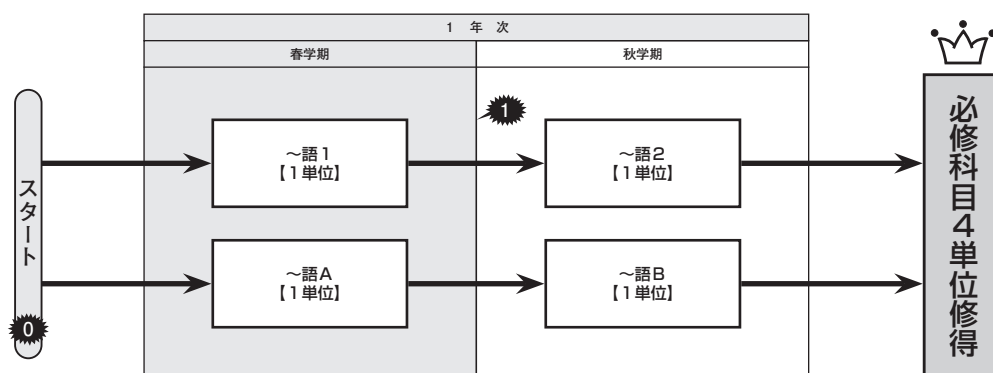 1 年 次
春学期
秋学期
スタート
0
1
～語1
【1単位】
～語2
【1単位】
～語A
【1単位】
～語B
【1単位】
必修科目4単位修得